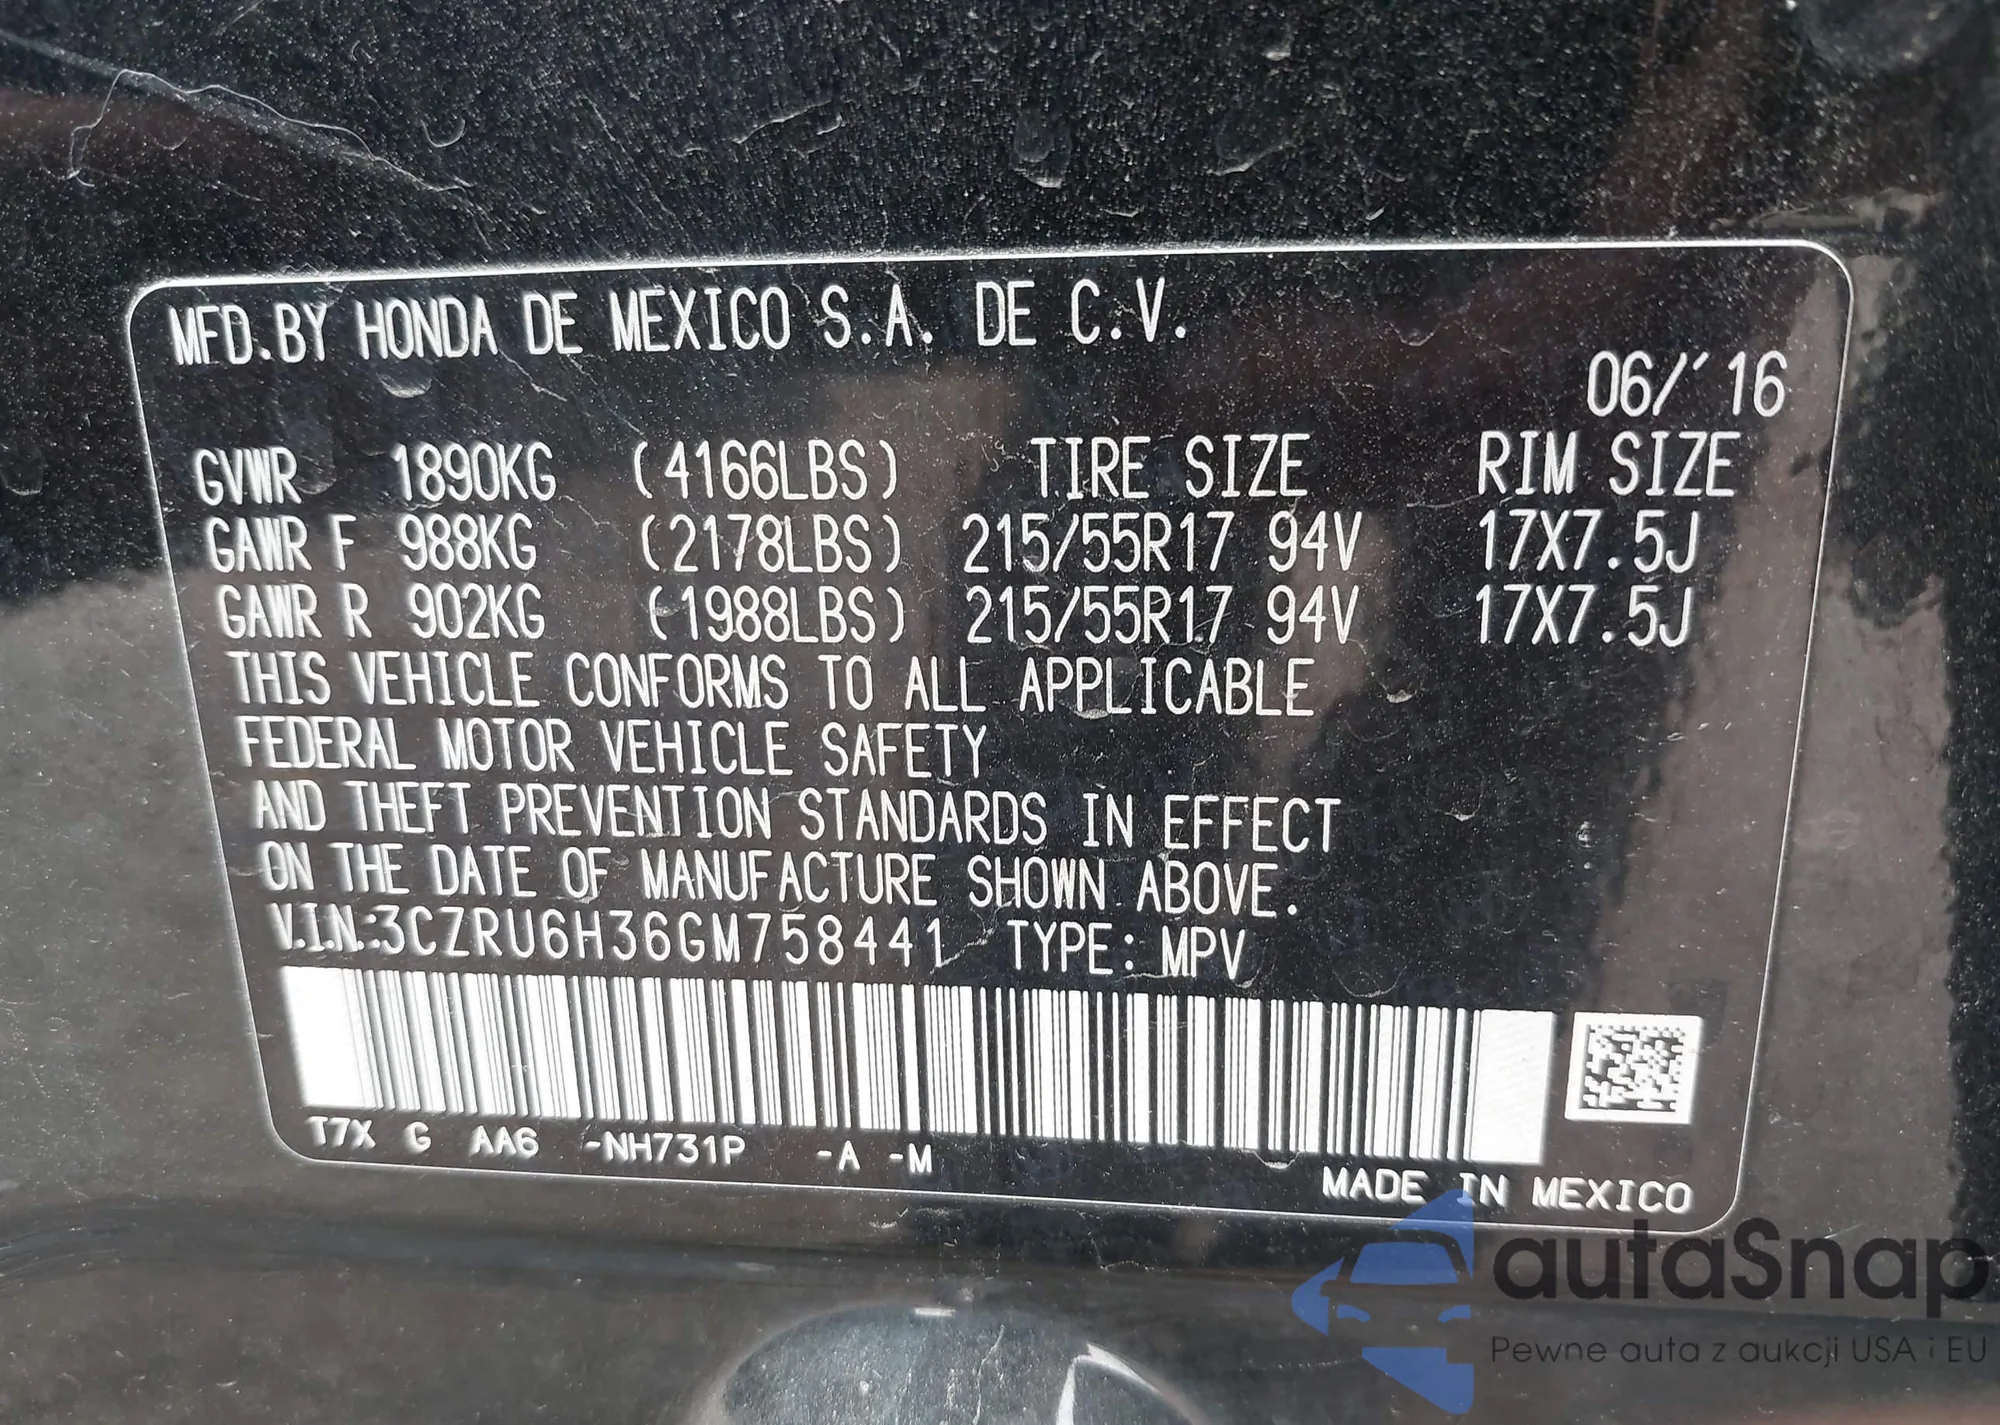 MFD.BY HONDA DE MEXICO S.A. DE C.V.
06/'16
GVWR 1890KG (4166LBS) TIRE SIZE RIM SIZE
GAWR F 988KG (2178LBS) 215/55R17 94V 17X7.5J
GAWR R 902KG (1988LBS) 215/55R17 94V 17X7.5J
THIS VEHICLE CONFORMS TO ALL APPLICABLE
FEDERAL MOTOR VEHICLE SAFETY
AND THEFT PREVENTION STANDARDS IN EFFECT
ON THE DATE OF MANUFACTURE SHOWN ABOVE.
V.I.N:3CZRU6H36GM758441 TYPE: MPV
T7X G AA6 -NH731P -A -M
MADE IN MEXICO
autaSnap
Pewne auta z aukcji USA i EU